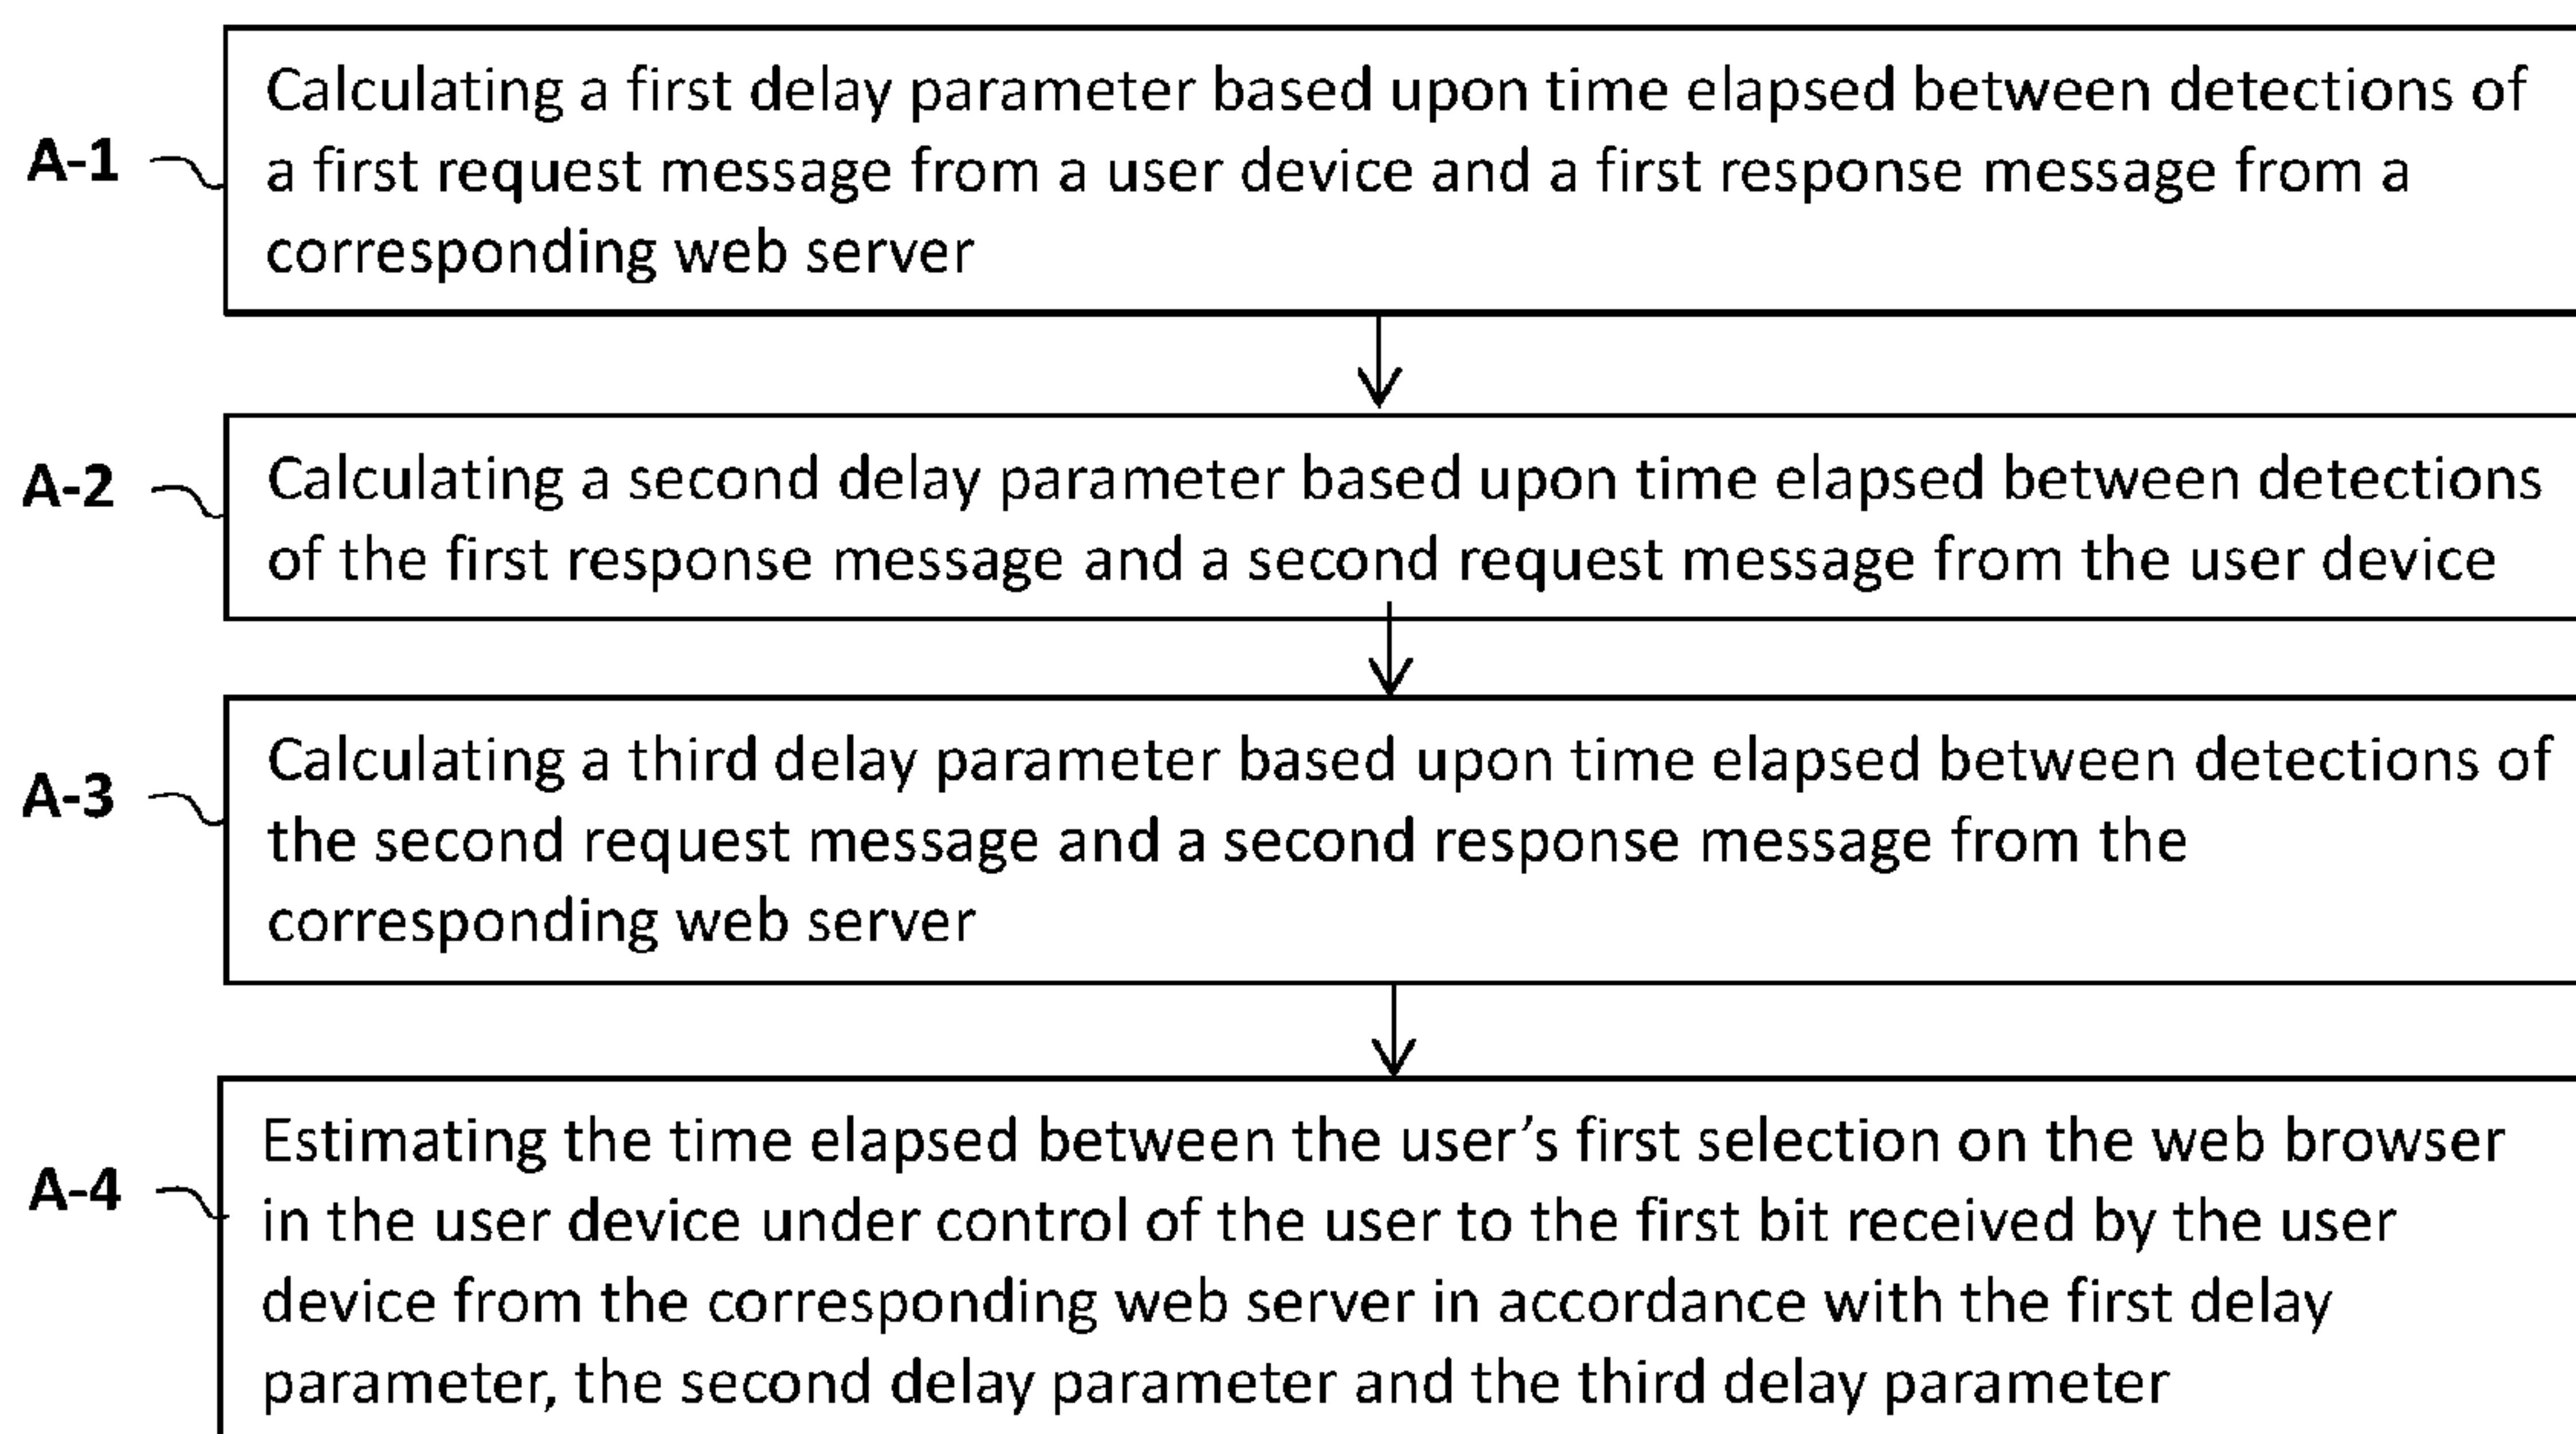 A-1
Calculating a first delay parameter based upon time elapsed between detections of
a first request message from a user device and a first response message from a
corresponding web server
A-2
Calculating a second delay parameter based upon time elapsed between detections
of the first response message and a second request message from the user device
A-3
Calculating a third delay parameter based upon time elapsed between detections of
the second request message and a second response message from the
corresponding web server
A-4
Estimating the time elapsed between the user’s first selection on the web browser
in the user device under control of the user to the first bit received by the user
device from the corresponding web server in accordance with the first delay
parameter, the second delay parameter and the third delay parameter